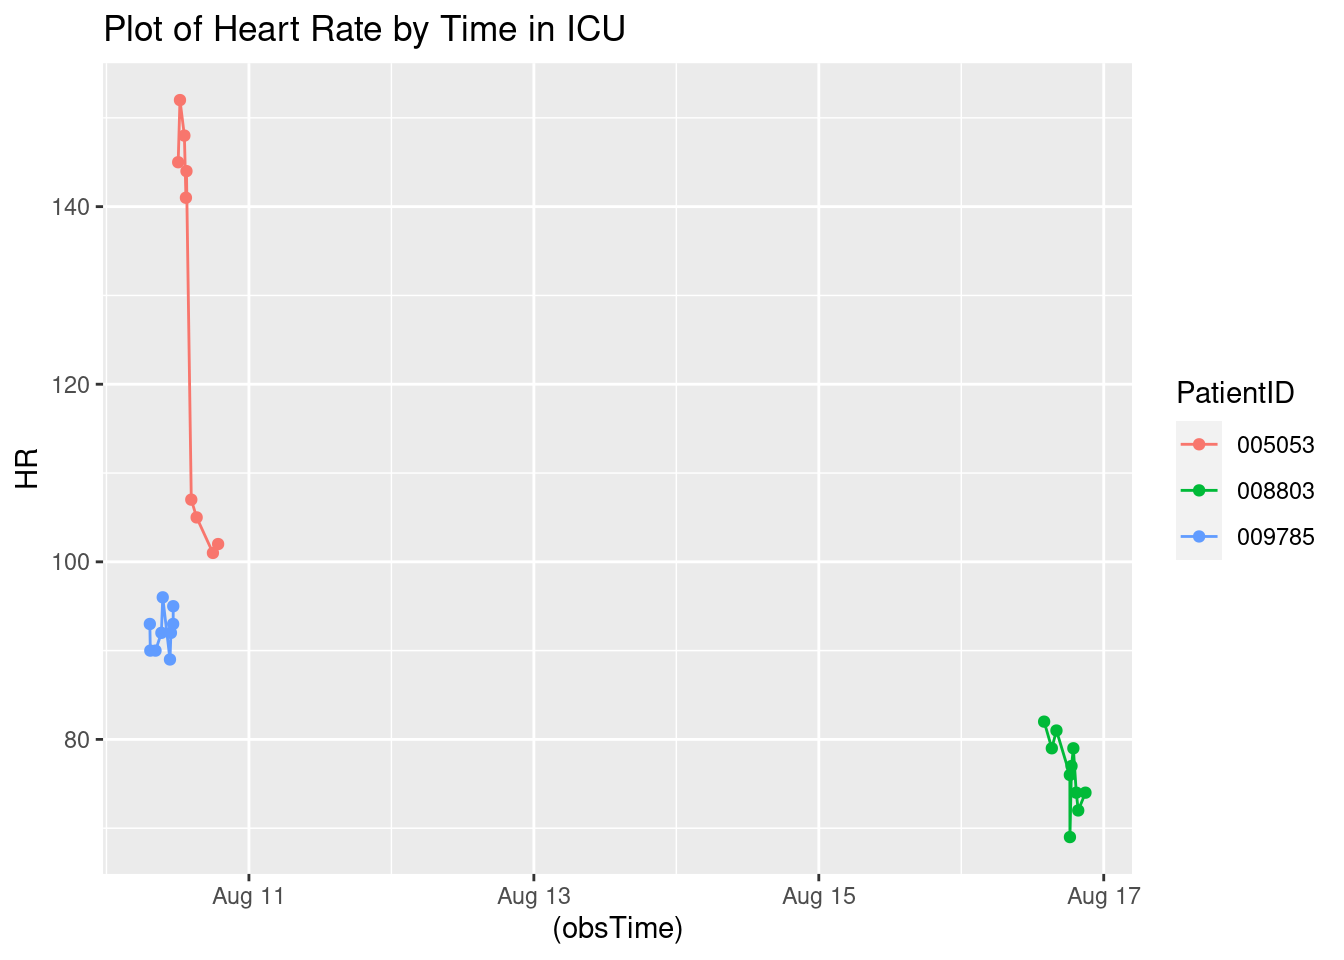 Plot of Heart Rate by Time in ICU
HR
140
120
100
80
Aug 11
Aug 13
Aug 15
Aug 17
(obsTime)
PatientID
005053
008803
009785